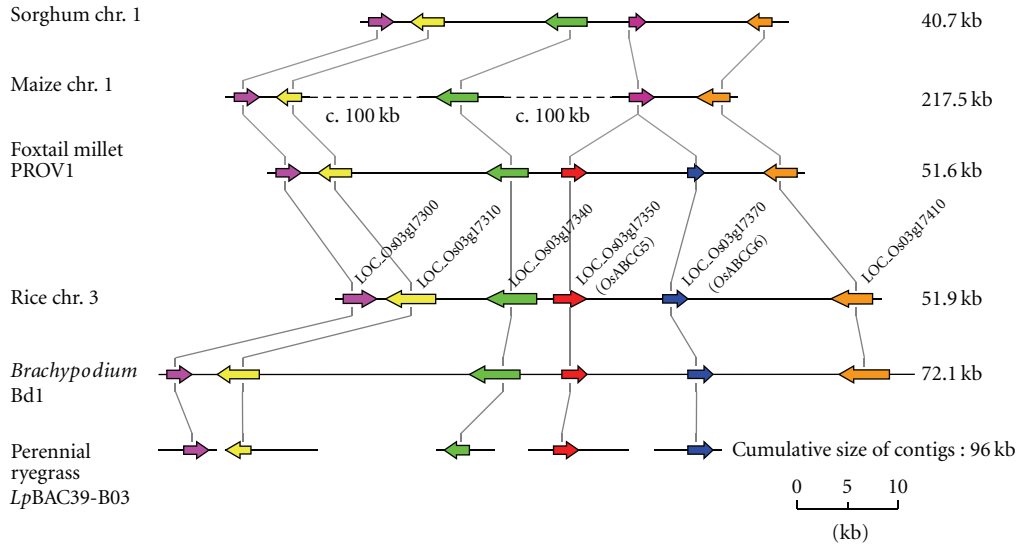 Sorghum chr. 1
40.7 kb
Maize chr. 1
c. 100 kb
c. 100 kb
217.5 kb
Foxtail millet
PROV1
51.6 kb
LOC_Os03g17300
LOC_Os03g17310
LOC_Os03g17340
LOC_Os03g17350
(OsABCG5)
LOC_Os03g17370
(OsABCG6)
LOC_Os03g17410
Rice chr. 3
51.9 kb
Brachypodium
Bd1
72.1 kb
Perennial
ryegrass
LpBAC39-B03
Cumulative size of contigs : 96 kb
0 5 10
(kb)